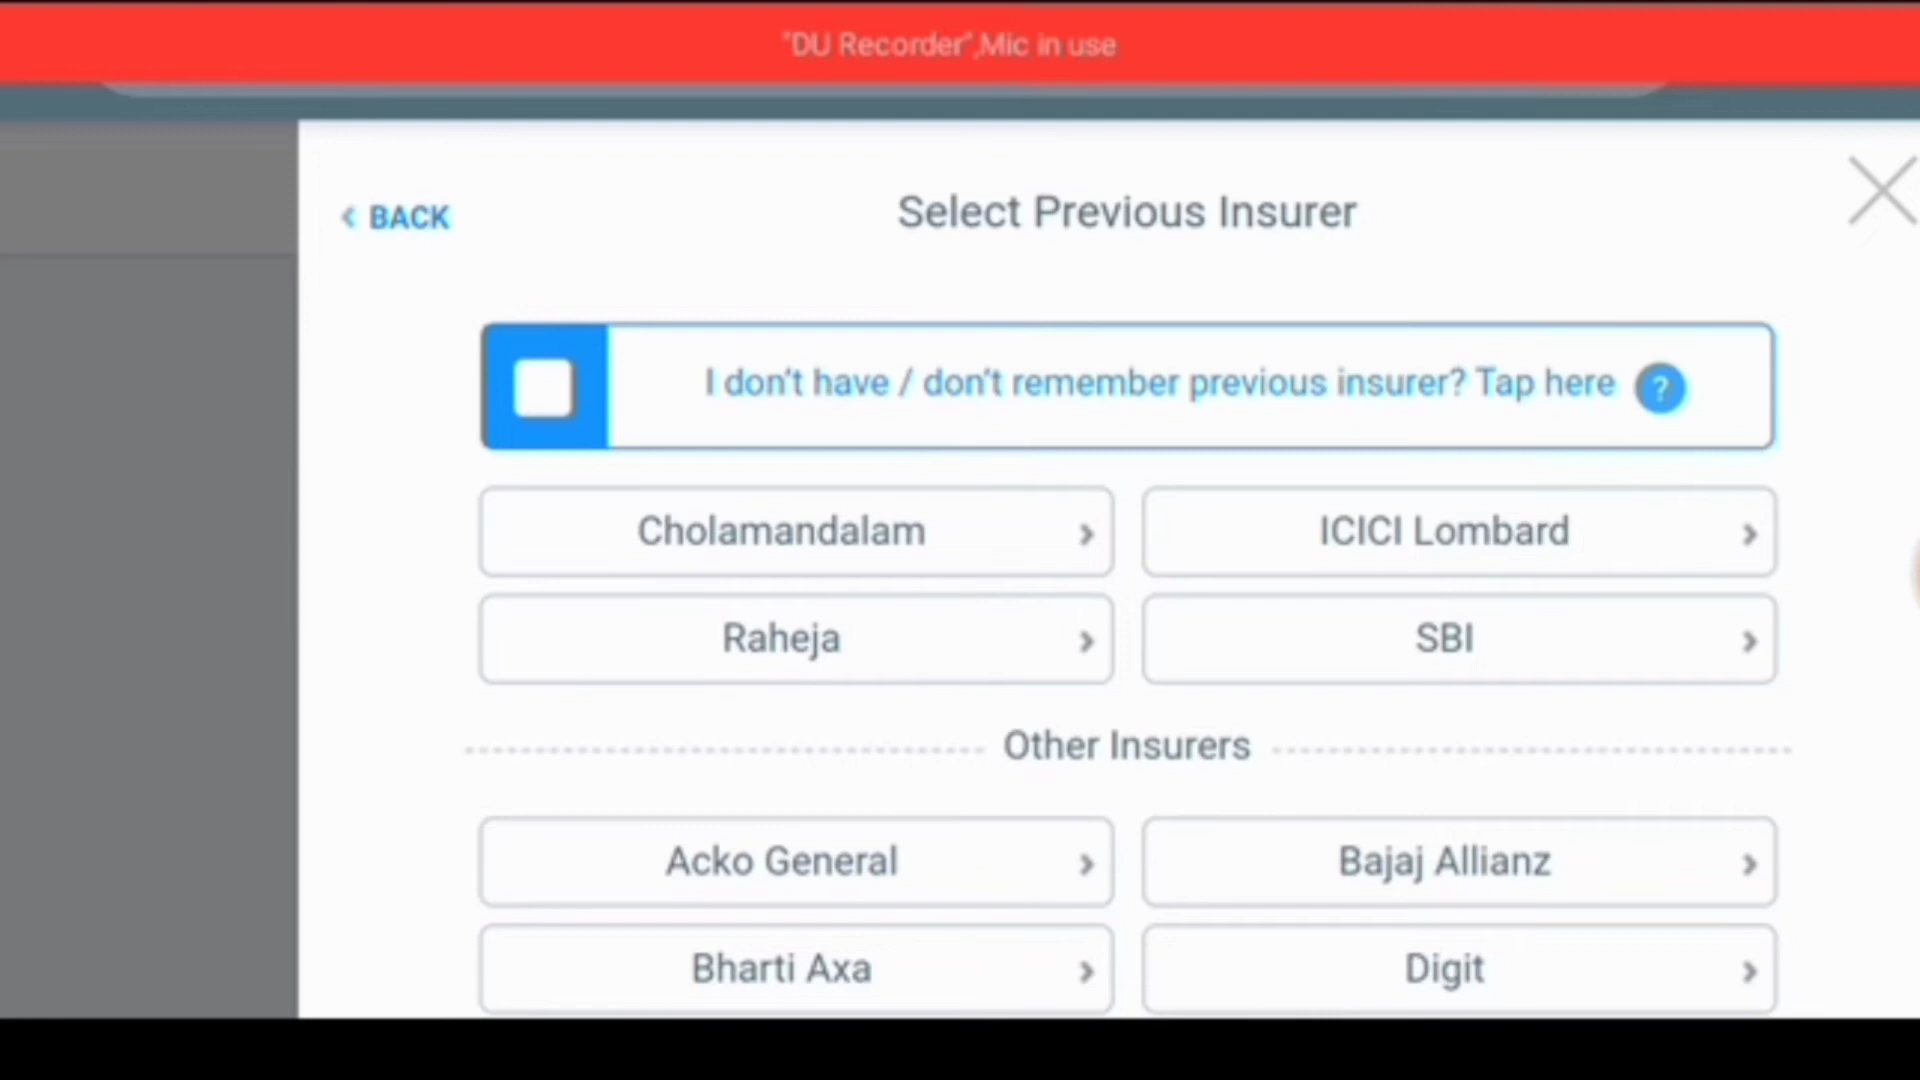 "DU Recorder",Mic in use
BACK
Select Previous Insurer
I don't have / don't remember previous insurer? Tap here ?
Cholamandalam
ICICI Lombard
Raheja
SBI
Other Insurers
Acko General
Bajaj Allianz
Bharti Axa
Digit